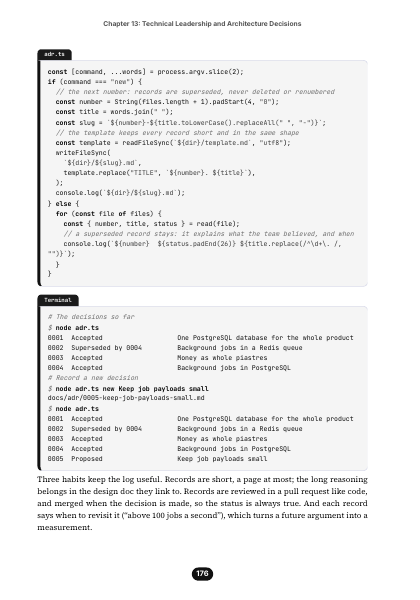 Chapter 13: Technical Leadership and Architecture Decisions
adr.ts
const [command, ...words] = process.argv.slice(2);
if (command === "new") {
  // the next number: records are superseded, never deleted or renumbered
  const number = String(files.length + 1).padStart(4, "0");
  const title = words.join(" ");
  const slug = `${number}-${title.toLowerCase().replaceAll(" ", "-")}`;
  // the template keeps every record short and in the same shape
  const template = readFileSync(`${dir}/template.md`, "utf8");
  writeFileSync(
    `${dir}/${slug}.md`,
    template.replace("TITLE", `${number}. ${title}`),
  );
  console.log(`${dir}/${slug}.md`);
} else {
  for (const file of files) {
    const { number, title, status } = read(file);
    // a superseded record stays: it explains what the team believed, and when
    console.log(`${number}  ${status.padEnd(26)} ${title.replace(/^\d+\. /,
"")}`);
  }
}
Terminal
# The decisions so far
$ node adr.ts
0001  Accepted                   One PostgreSQL database for the whole product
0002  Superseded by 0004         Background jobs in a Redis queue
0003  Accepted                   Money as whole piastres
0004  Accepted                   Background jobs in PostgreSQL
# Record a new decision
$ node adr.ts new Keep job payloads small
docs/adr/0005-keep-job-payloads-small.md
$ node adr.ts
0001  Accepted                   One PostgreSQL database for the whole product
0002  Superseded by 0004         Background jobs in a Redis queue
0003  Accepted                   Money as whole piastres
0004  Accepted                   Background jobs in PostgreSQL
0005  Proposed                   Keep job payloads small
Three habits keep the log useful. Records are short, a page at most; the long reasoning
belongs in the design doc they link to. Records are reviewed in a pull request like code,
and merged when the decision is made, so the status is always true. And each record
says when to revisit it (“above 100 jobs a second”), which turns a future argument into a
measurement.
176